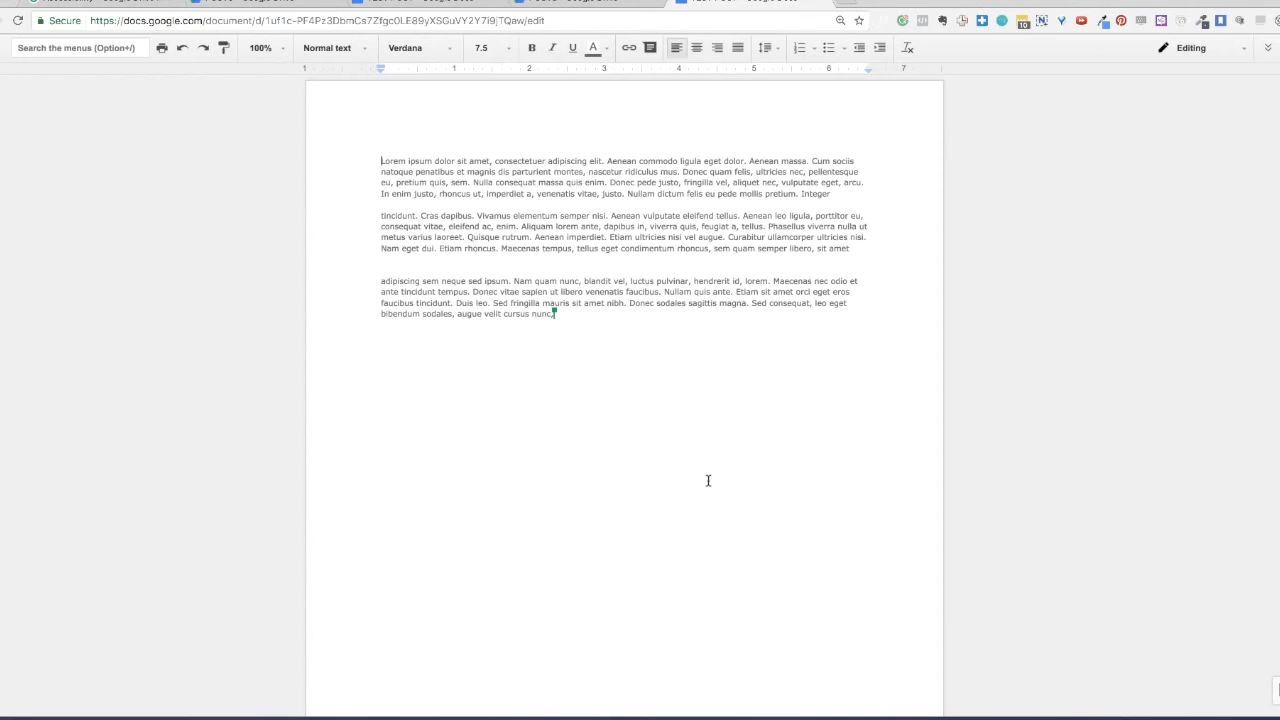 Secure https://docs.google.com/document/d/1uf1c-PF4Pz3DbmCs7Zfgc0LE89yXSGuVY2Y7i9jTQaw/edit
10
Search the menus (Option+/) 100% Normal text Verdana 7.5 B I U A Editing
1 1 2 3 4 5 6 7
Lorem ipsum dolor sit amet, consectetuer adipiscing elit. Aenean commodo ligula eget dolor. Aenean massa. Cum sociis
natoque penatibus et magnis dis parturient montes, nascetur ridiculus mus. Donec quam felis, ultricies nec, pellentesque
eu, pretium quis, sem. Nulla consequat massa quis enim. Donec pede justo, fringilla vel, aliquet nec, vulputate eget, arcu.
In enim justo, rhoncus ut, imperdiet a, venenatis vitae, justo. Nullam dictum felis eu pede mollis pretium. Integer
tincidunt. Cras dapibus. Vivamus elementum semper nisi. Aenean vulputate eleifend tellus. Aenean leo ligula, porttitor eu,
consequat vitae, eleifend ac, enim. Aliquam lorem ante, dapibus in, viverra quis, feugiat a, tellus. Phasellus viverra nulla ut
metus varius laoreet. Quisque rutrum. Aenean imperdiet. Etiam ultricies nisi vel augue. Curabitur ullamcorper ultricies nisi.
Nam eget dui. Etiam rhoncus. Maecenas tempus, tellus eget condimentum rhoncus, sem quam semper libero, sit amet
adipiscing sem neque sed ipsum. Nam quam nunc, blandit vel, luctus pulvinar, hendrerit id, lorem. Maecenas nec odio et
ante tincidunt tempus. Donec vitae sapien ut libero venenatis faucibus. Nullam quis ante. Etiam sit amet orci eget eros
faucibus tincidunt. Duis leo. Sed fringilla mauris sit amet nibh. Donec sodales sagittis magna. Sed consequat, leo eget
bibendum sodales, augue velit cursus nunc,